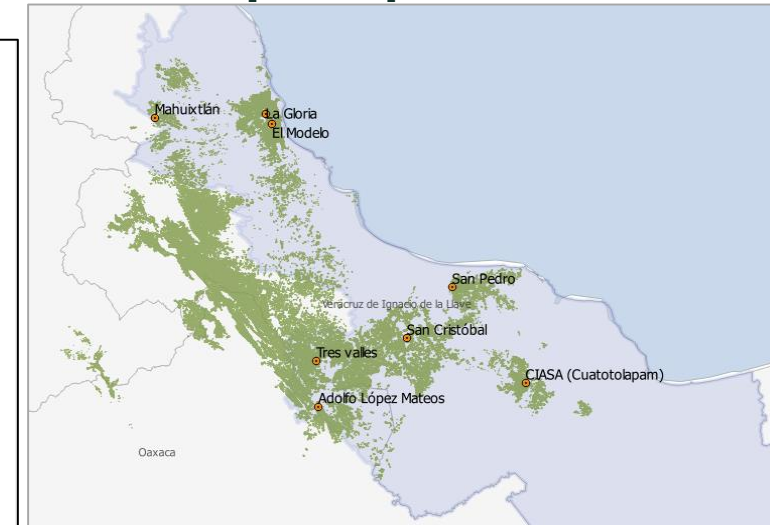 Mahuixtlán
La Gloria
El Modelo
San Pedro
Veracruz de Ignacio de la Llave
San Cristóbal
Tres valles
CIASA (Cuatotolapam)
Adolfo López Mateos
Oaxaca